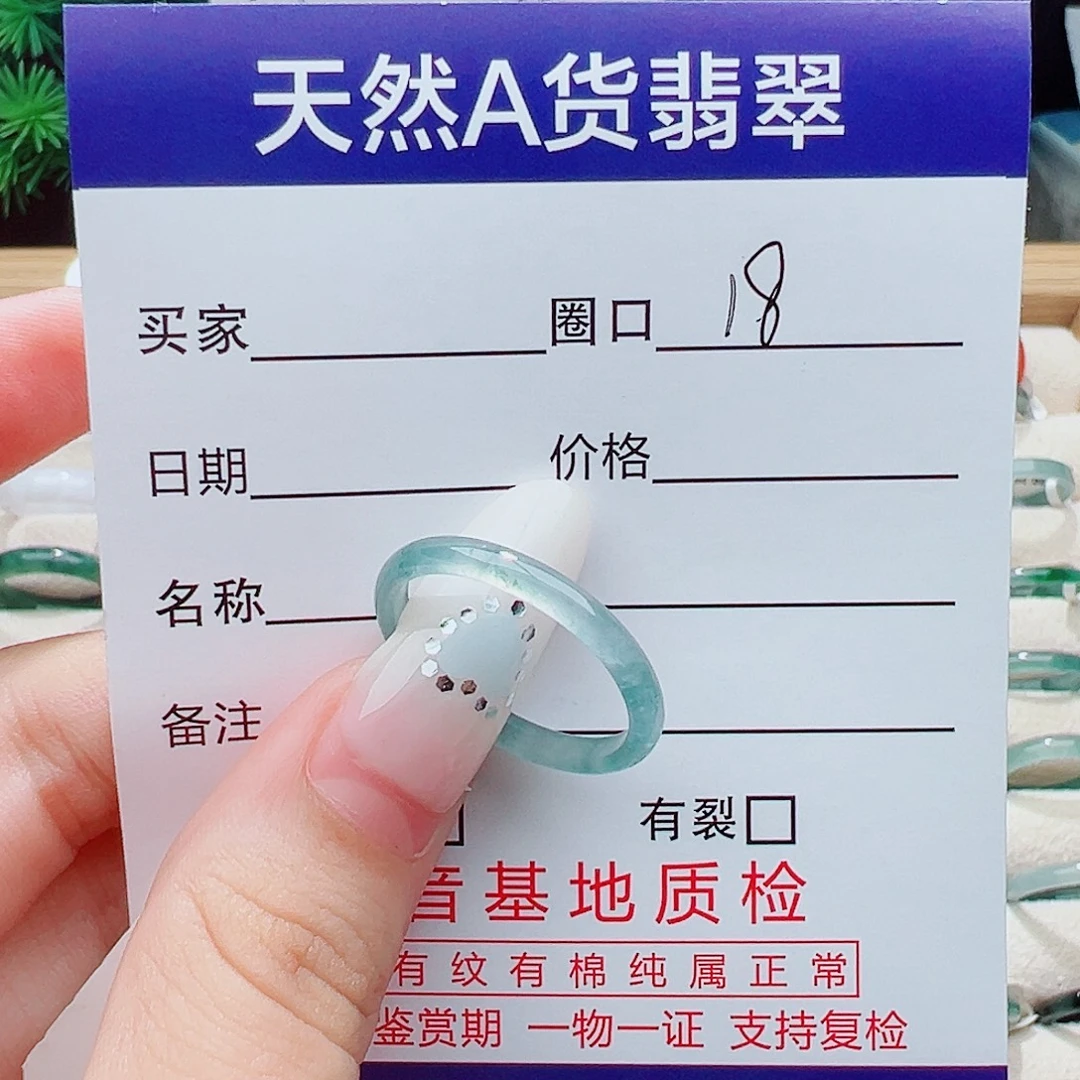 天然A货翡翠
买家 圈口 18
日期 价格
名称
备注
有裂
音基地质检
有纹有棉纯属正常
鉴赏期 一物一证 支持复检